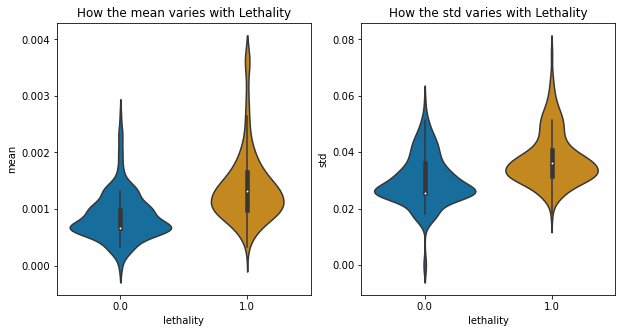 How the mean varies with Lethality
0.004
0.003
0.002
0.001
0.000
mean
0.0
1.0
lethality
How the std varies with Lethality
0.08
0.06
0.04
0.02
0.00
std
0.0
1.0
lethality